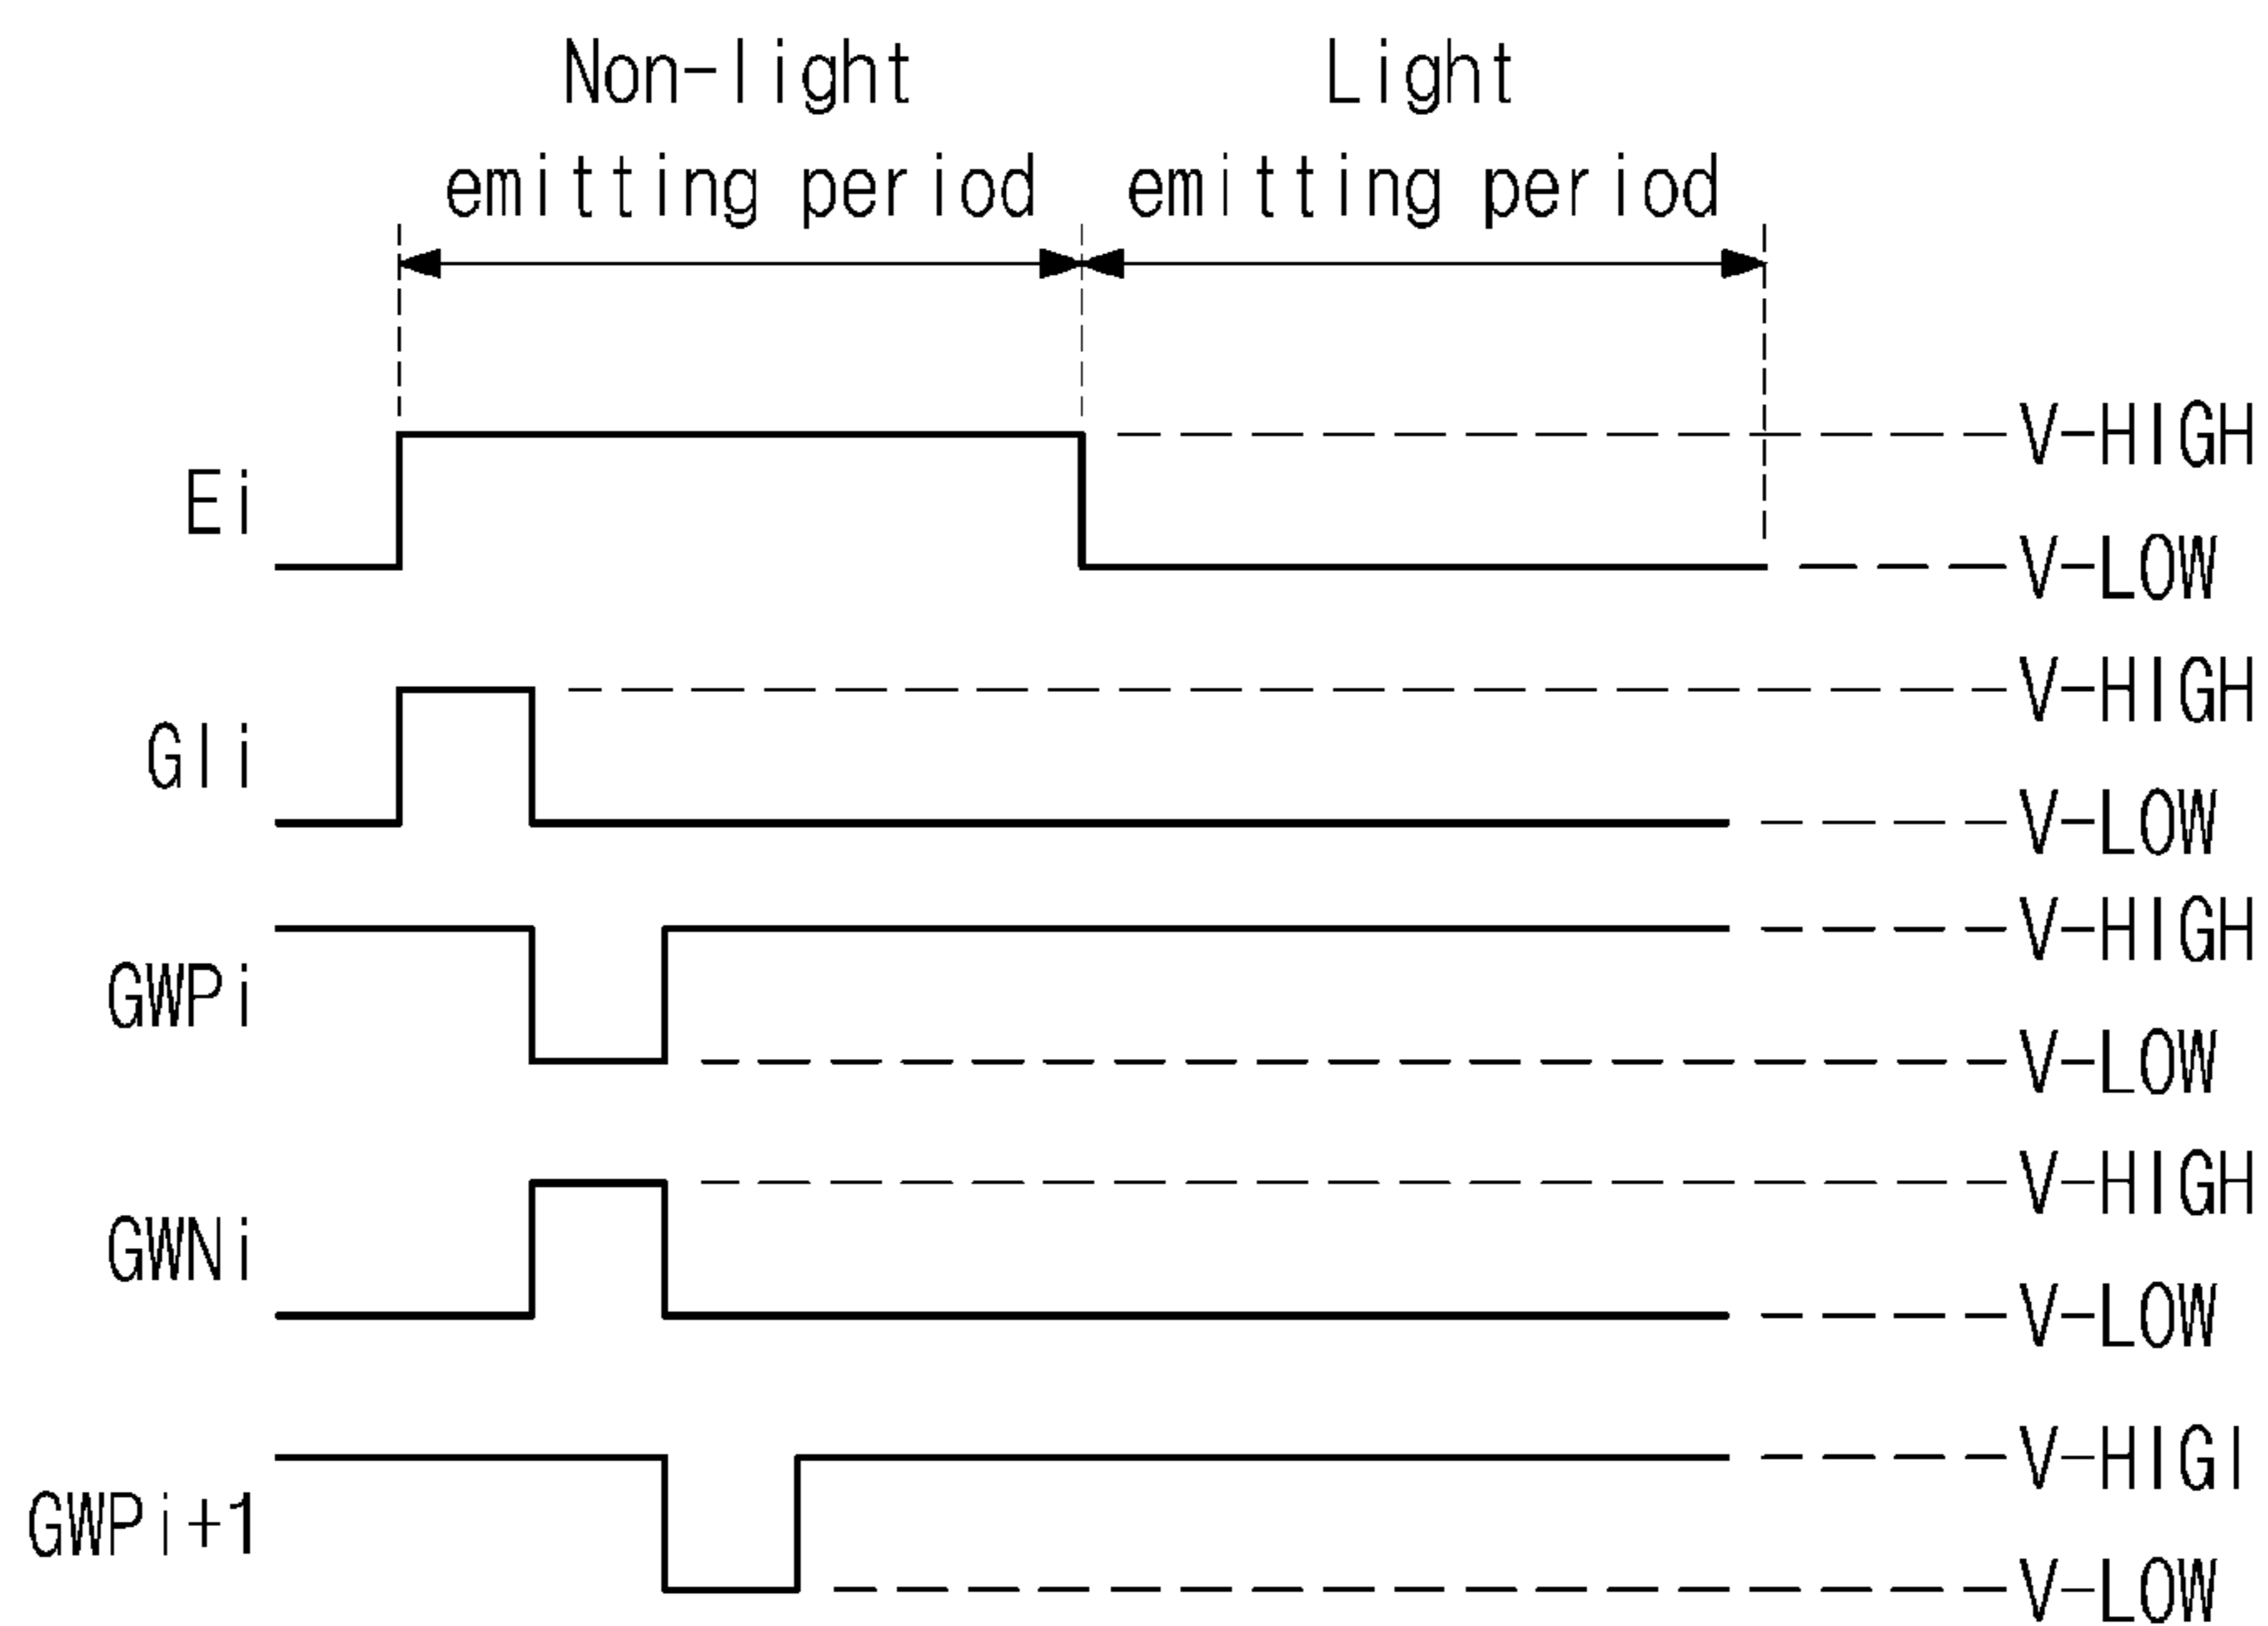 Non-light
emitting period
Light
emitting period
Ei
V-HIGH
V-LOW
GIi
V-HIGH
V-LOW
GWPi
V-HIGH
V-LOW
GWNi
V-HIGH
V-LOW
GWPi+1
V-HIGI
V-LOW